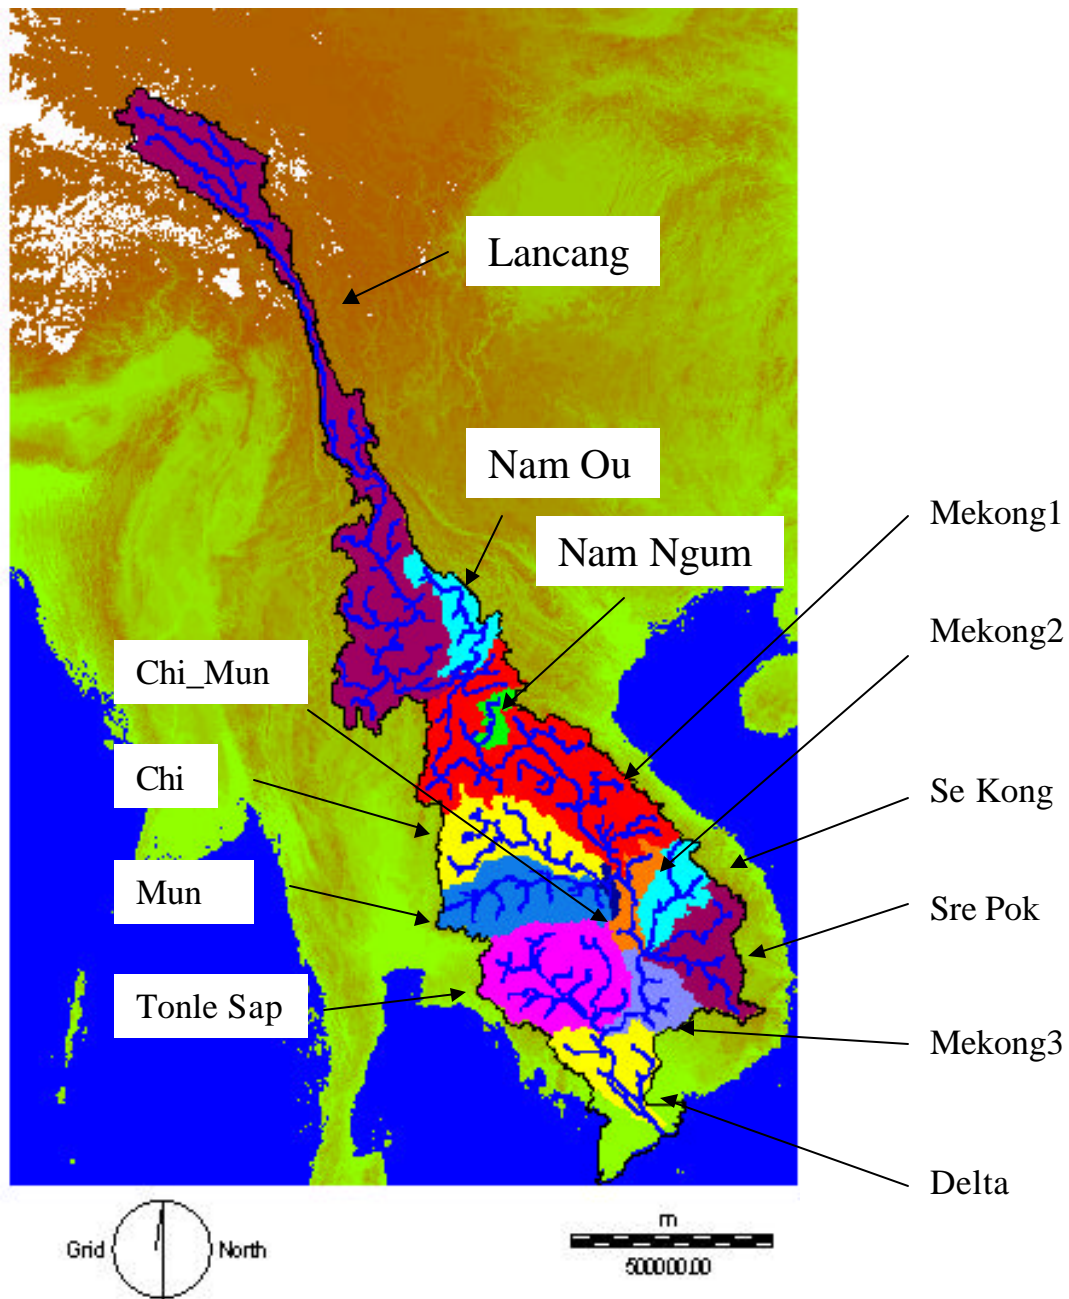 Lancang
Nam Ou
Mekong1
Nam Ngum
Mekong2
Chi_Mun
Chi
Se Kong
Mun
Sre Pok
Tonle Sap
Mekong3
Delta
m
Grid North
500000.00